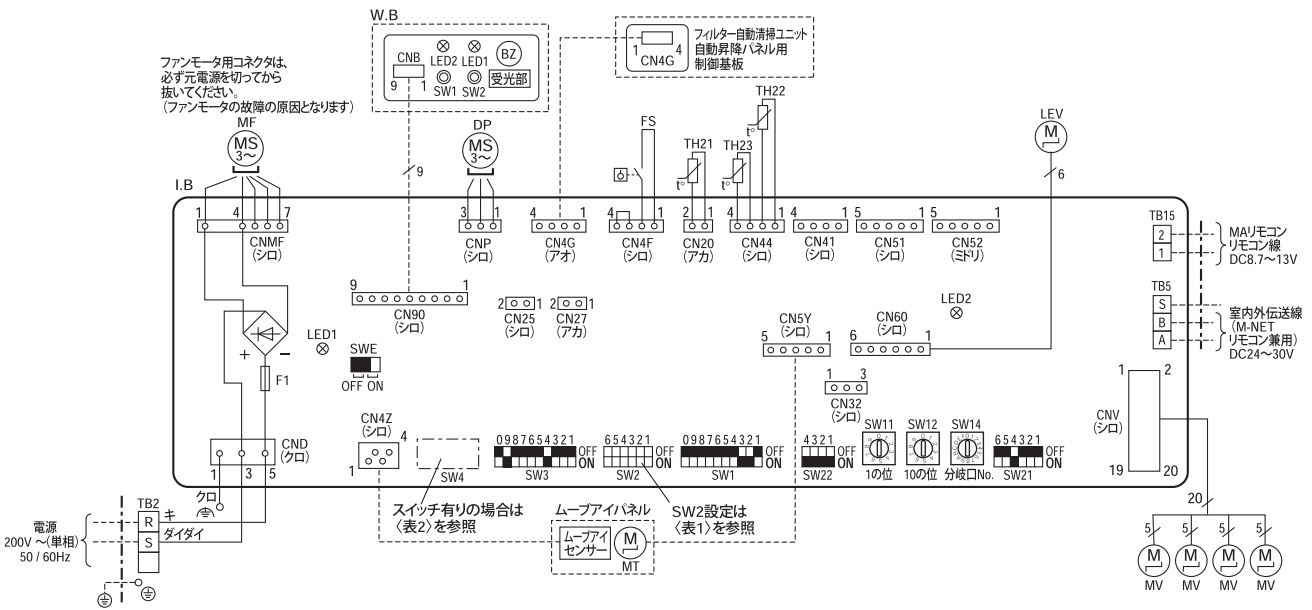 W.B
CNB
9 1
LED2 LED1
SW1 SW2
BZ
受光部
1 4
CN4G
フィルター自動清掃ユニット
自動昇降パネル用
制御基板
ファンモータ用コネクタは、
必ず元電源を切ってから
抜いてください。
(ファンモータの故障の原因となります)
MF
MS
3～
DP
MS
3～
9
FS
TH21
t°
TH23
t°
TH22
t°
LEV
M
6
I.B
1 4 7
CNMF
(シロ)
3 1
CNP
(シロ)
4 1
CN4G
(アオ)
4 1
CN4F
(シロ)
2 1
CN20
(アカ)
4 1
CN44
(シロ)
4 1
CN41
(シロ)
5 1
CN51
(シロ)
5 1
CN52
(ミドリ)
TB15
2
1
MAリモコン
リモコン線
DC8.7～13V
TB5
S
B
A
室内外伝送線
(M-NET
リモコン兼用)
DC24～30V
9 1
CN90
(シロ)
2 1
CN25
(シロ)
2 1
CN27
(アカ)
LED1
LED2
SWE
OFF ON
+ −
F1
5 CN5Y 1
(シロ)
6 CN60 1
(シロ)
1 3
CN32
(シロ)
1 2
CNV
(シロ)
19 20
CND
(クロ)
1 3 5
CN4Z
(シロ)
4
1
SW4
0987654321
OFF
ON
SW3
654321
OFF
ON
SW2
0987654321
OFF
ON
SW1
4321
OFF
ON
SW22
SW11
1の位
SW12
10の位
SW14
分岐口No.
654321
OFF
ON
SW21
スイッチ有りの場合は
〈表2〉を参照
ムーブアイパネル
ムーブアイ
センサー
M
MT
SW2設定は
〈表1〉を参照
クロ
TB2
R
S
キ
ダイダイ
電源
200V ～(単相)
50 / 60Hz
20
5 5 5 5
M M M M
MV MV MV MV